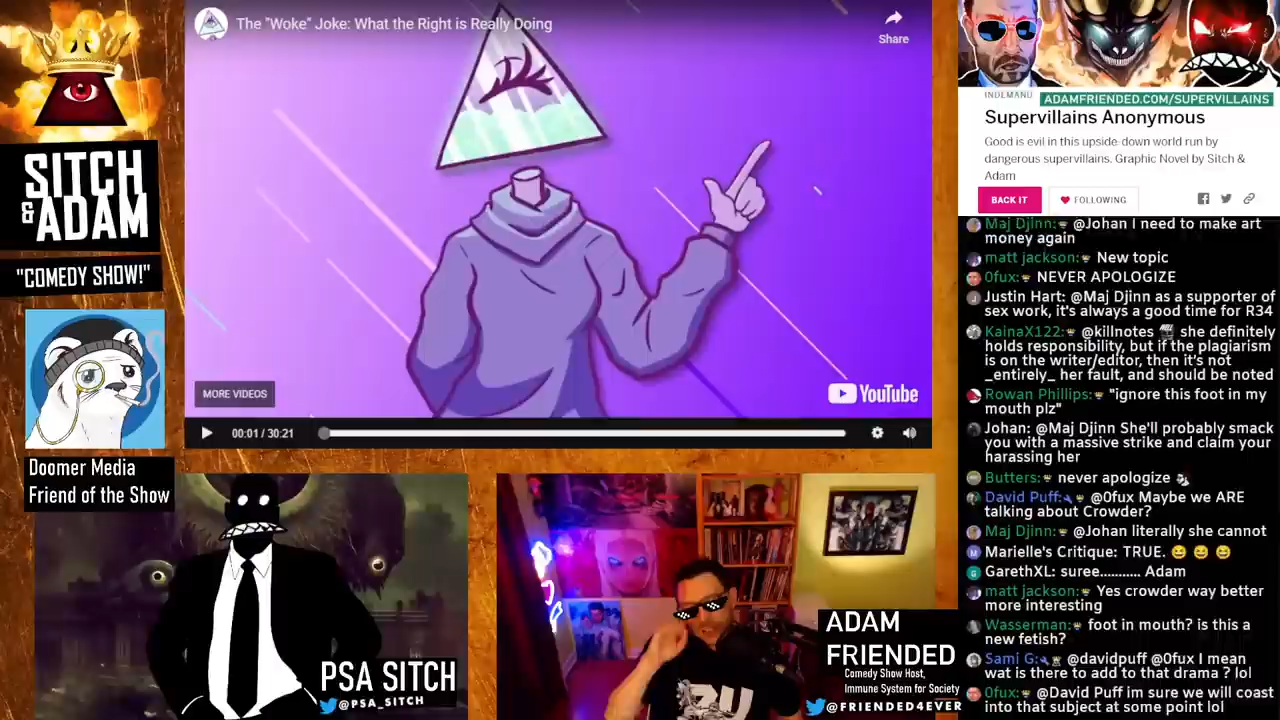 The "Woke" Joke: What the Right is Really Doing
Share
MORE VIDEOS
YouTube
00:01 / 30:21
SITCH
& ADAM
"COMEDY SHOW!"
Doomer Media
Friend of the Show
PSA SITCH
@PSA_SITCH
ADAM
FRIENDED
Comedy Show Host,
Immune System for Society
@FRIENDED4EVER
INDEMAND
ADAMFRIENDED.COM/SUPERVILLAINS
Supervillains Anonymous
Good is evil in this upside-down world run by
dangerous supervillains. Graphic Novel by Sitch &
Adam
BACK IT
FOLLOWING
Maj Djinn: @Johan I need to make art
money again
matt jackson: New topic
0fux: NEVER APOLOGIZE
Justin Hart: @Maj Djinn as a supporter of
sex work, it's always a good time for R34
KainaX122: @killnotes she definitely
holds responsibility, but if the plagiarism
is on the writer/editor, then it's not
_entirely_ her fault, and should be noted
Rowan Phillips: "ignore this foot in my
mouth plz"
Johan: @Maj Djinn She'll probably smack
you with a massive strike and claim your
harassing her
Butters: never apologize
David Puff: @0fux Maybe we ARE
talking about Crowder?
Maj Djinn: @Johan literally she cannot
Marielle's Critique: TRUE. 😆 😆 😆
GarethXL: suree........... Adam
matt jackson: Yes crowder way better
more interesting
Wasserman: foot in mouth? is this a
new fetish?
Sami G: @davidpuff @0fux I mean
wat is there to add to that drama ? lol
0fux: @David Puff im sure we will coast
into that subject at some point lol